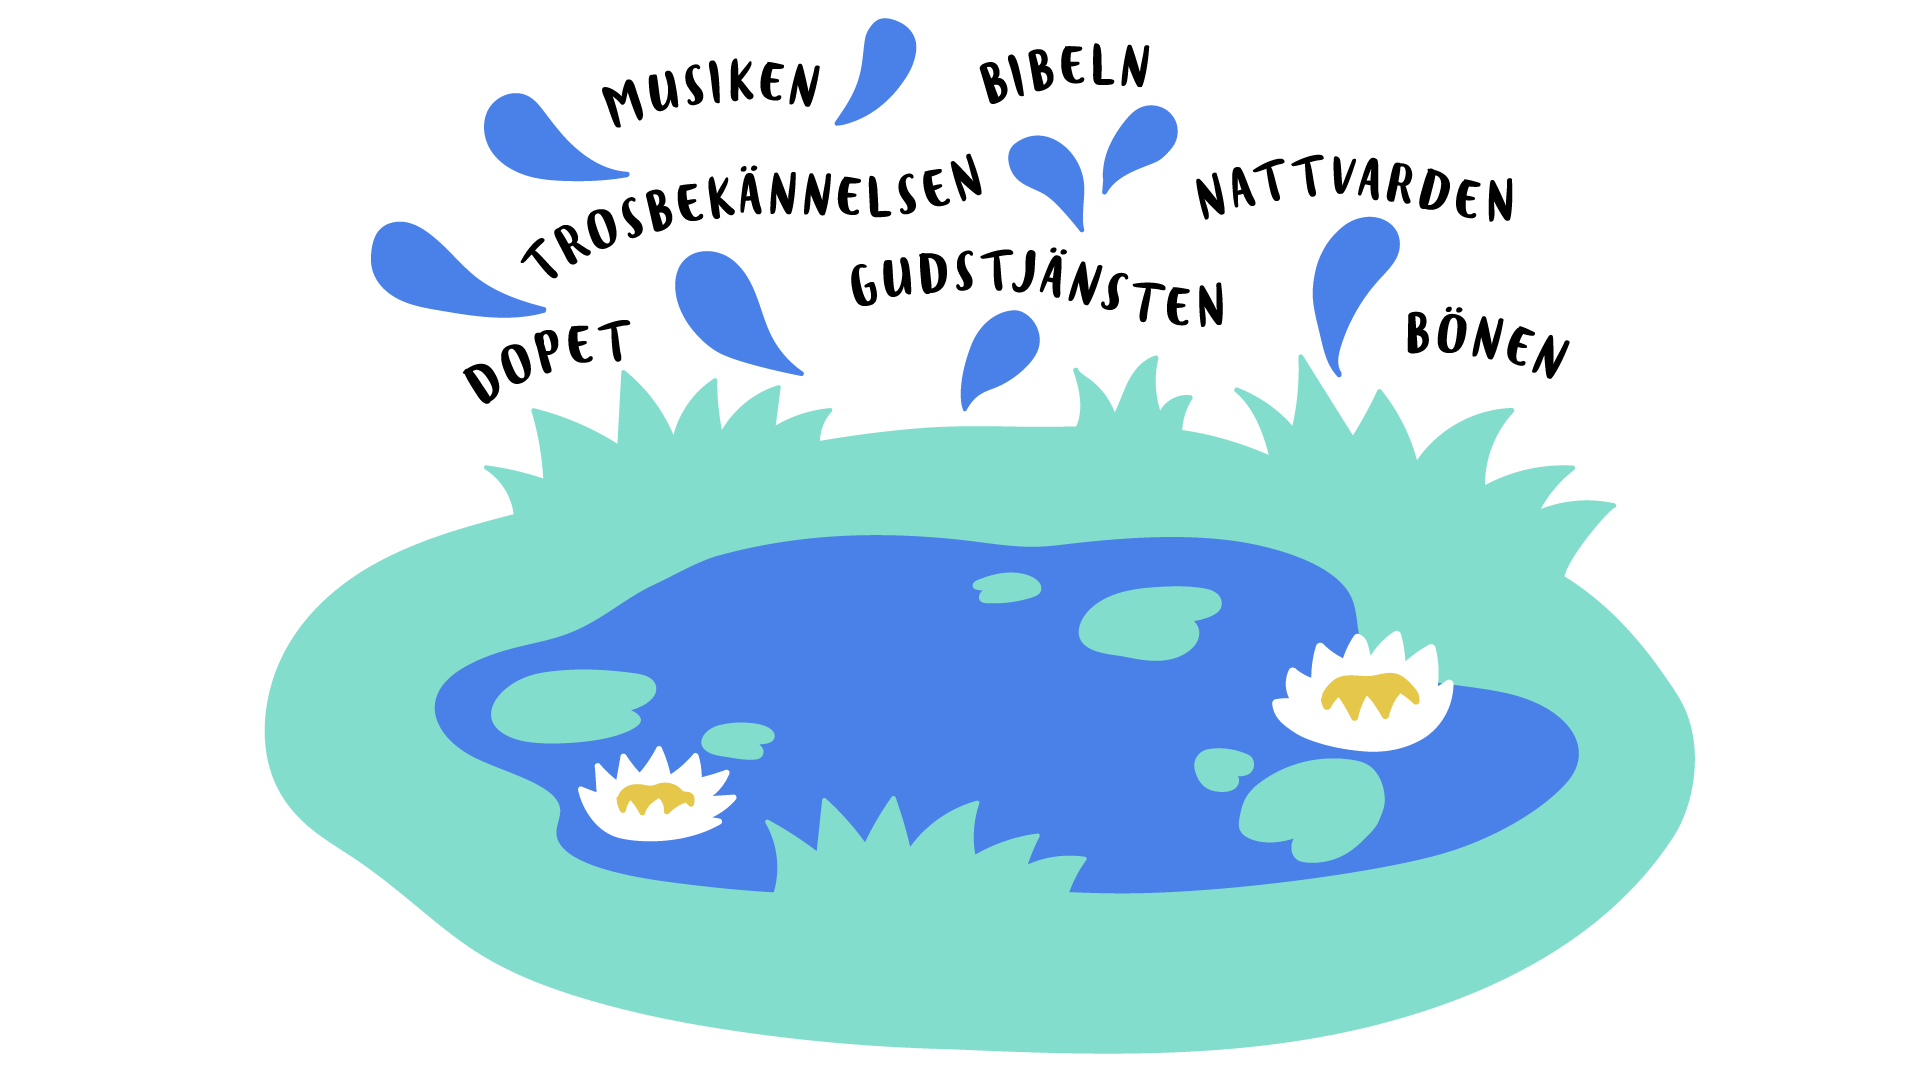 MUSIKEN
BIBELN
TROSBEKÄNNELSEN
NATTVARDEN
GUDSTJÄNSTEN
DOPET
BÖNEN